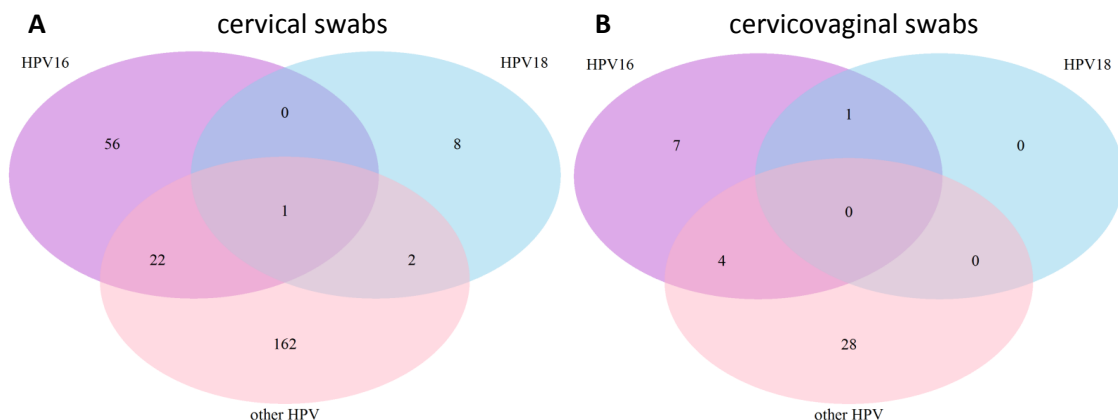 A cervical swabs
HPV16 HPV18
0
56 8
1
22 2
162
other HPV
B cervicovaginal swabs
HPV16 HPV18
1
7 0
0
4 0
28
other HPV